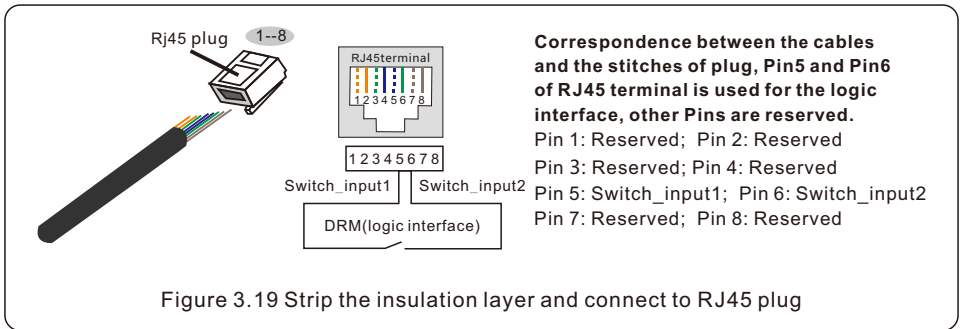 Rj45 plug
1--8
RJ45terminal
12345678
12345678
Switch_input1
Switch_input2
DRM(logic interface)
Correspondence between the cables
and the stitches of plug, Pin5 and Pin6
of RJ45 terminal is used for the logic
interface, other Pins are reserved.
Pin 1: Reserved; Pin 2: Reserved
Pin 3: Reserved; Pin 4: Reserved
Pin 5: Switch_input1; Pin 6: Switch_input2
Pin 7: Reserved; Pin 8: Reserved
Figure 3.19 Strip the insulation layer and connect to RJ45 plug